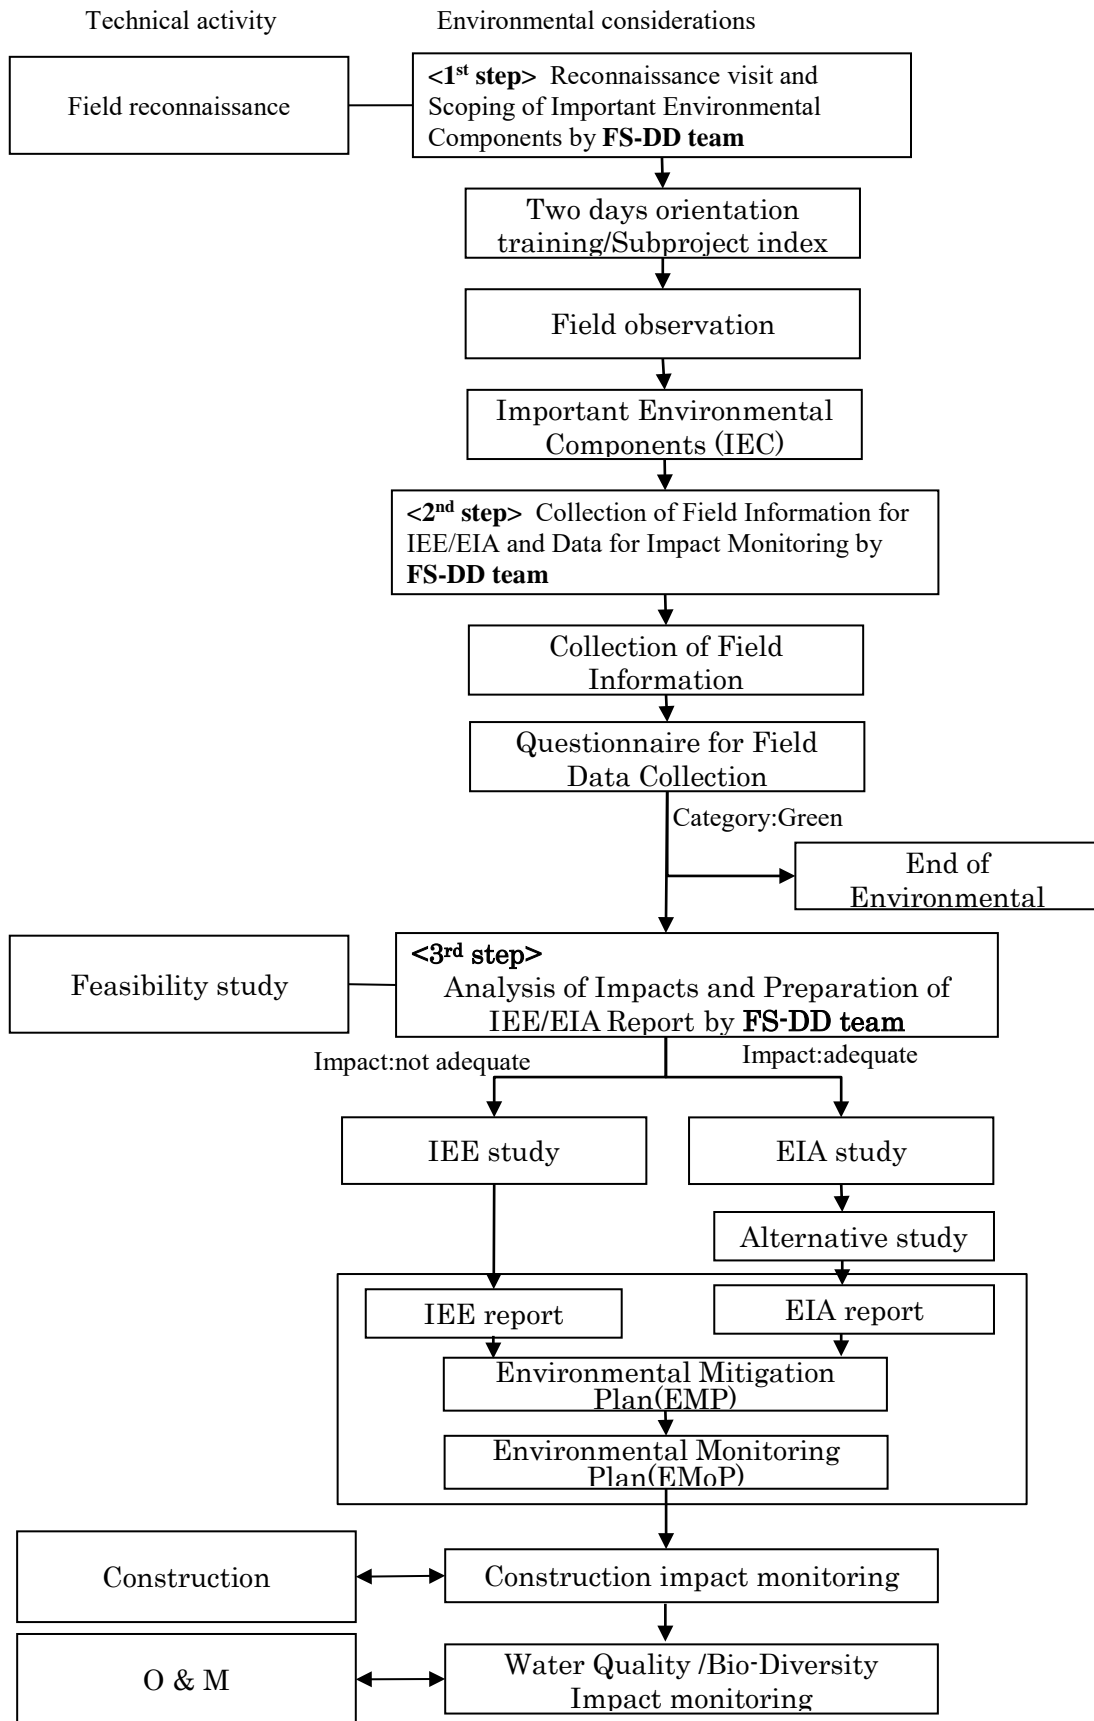 Technical activity
Environmental considerations
Field reconnaissance
<1st step> Reconnaissance visit and
Scoping of Important Environmental
Components by FS-DD team
Two days orientation
training/Subproject index
Field observation
Important Environmental
Components (IEC)
<2nd step> Collection of Field Information for
IEE/EIA and Data for Impact Monitoring by
FS-DD team
Collection of Field
Information
Questionnaire for Field
Data Collection
Category:Green
End of
Environmental
Feasibility study
<3rd step>
Analysis of Impacts and Preparation of
IEE/EIA Report by FS-DD team
Impact:not adequate
Impact:adequate
IEE study
EIA study
Alternative study
IEE report
EIA report
Environmental Mitigation
Plan(EMP)
Environmental Monitoring
Plan(EMoP)
Construction
Construction impact monitoring
O & M
Water Quality /Bio-Diversity
Impact monitoring